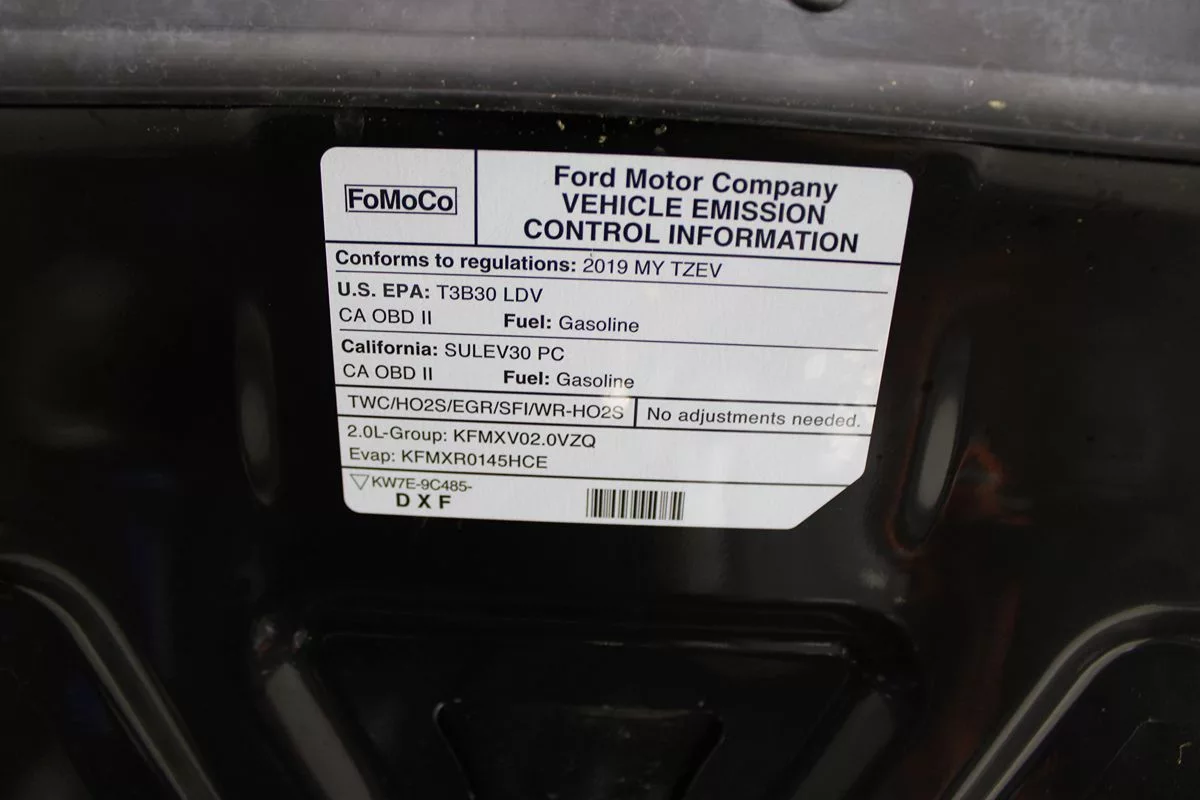 FoMoCo
Ford Motor Company
VEHICLE EMISSION
CONTROL INFORMATION
Conforms to regulations: 2019 MY TZEV
U.S. EPA: T3B30 LDV
CA OBD II Fuel: Gasoline
California: SULEV30 PC
CA OBD II Fuel: Gasoline
TWC/HO2S/EGR/SFI/WR-HO2S No adjustments needed.
2.0L-Group: KFMXV02.0VZQ
Evap: KFMXR0145HCE
KW7E-9C485-
DXF